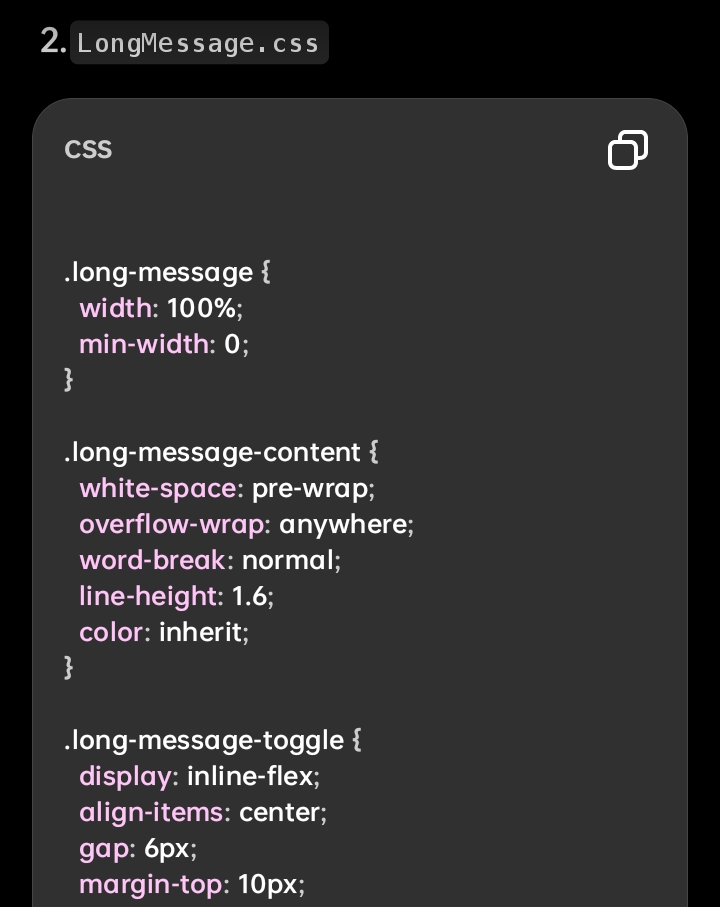 2. LongMessage.css
CSS
.long-message {
  width: 100%;
  min-width: 0;
}
.long-message-content {
  white-space: pre-wrap;
  overflow-wrap: anywhere;
  word-break: normal;
  line-height: 1.6;
  color: inherit;
}
.long-message-toggle {
  display: inline-flex;
  align-items: center;
  gap: 6px;
  margin-top: 10px;